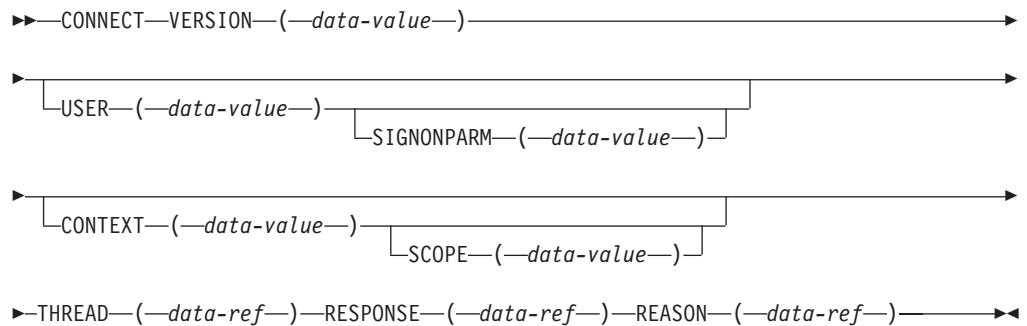 CONNECT VERSION (data-value)
USER (data-value)
SIGNONPARM (data-value)
CONTEXT (data-value)
SCOPE (data-value)
THREAD (data-ref) RESPONSE (data-ref) REASON (data-ref)